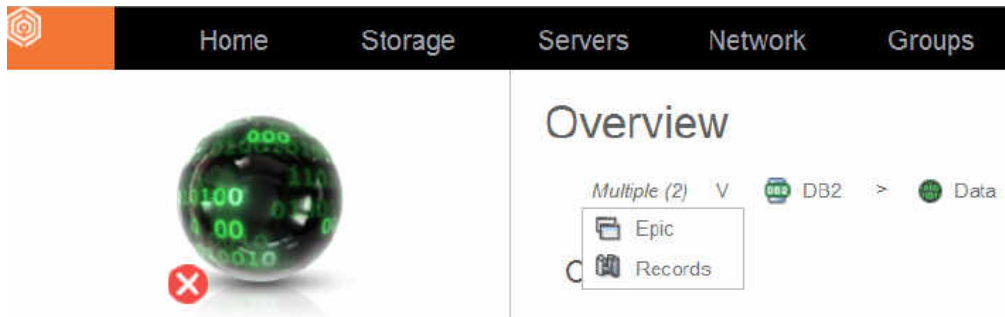 Home Storage Servers Network Groups
Overview
Multiple (2) V DB2 > Data
Epic
Records